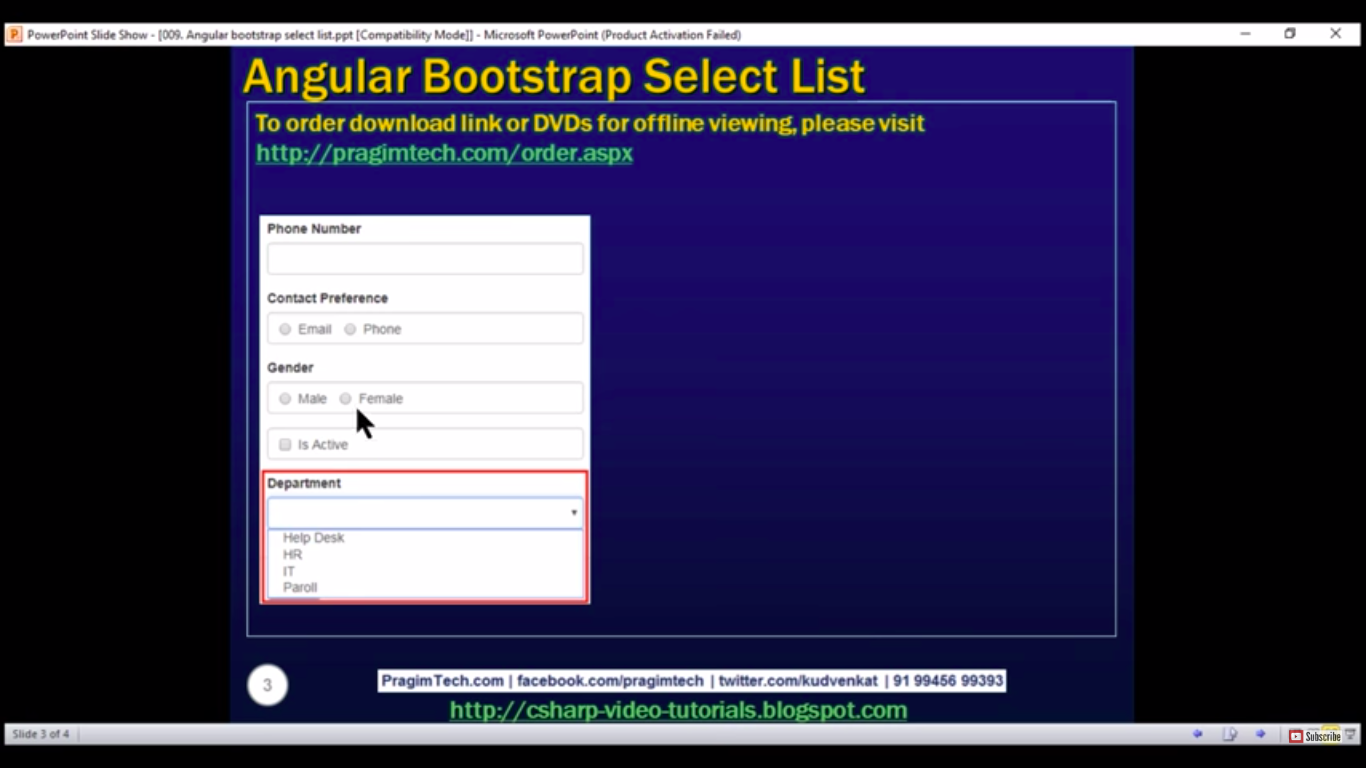 PowerPoint Slide Show - [009. Angular bootstrap select list.ppt [Compatibility Mode]] - Microsoft PowerPoint (Product Activation Failed)
Angular Bootstrap Select List
To order download link or DVDs for offline viewing, please visit
http://pragimtech.com/order.aspx
Phone Number
Contact Preference
Email Phone
Gender
Male Female
Is Active
Department
Help Desk
HR
IT
Paroll
3
PragimTech.com | facebook.com/pragimtech | twitter.com/kudvenkat | 91 99456 99393
http://csharp-video-tutorials.blogspot.com
Slide 3 of 4
Subscribe